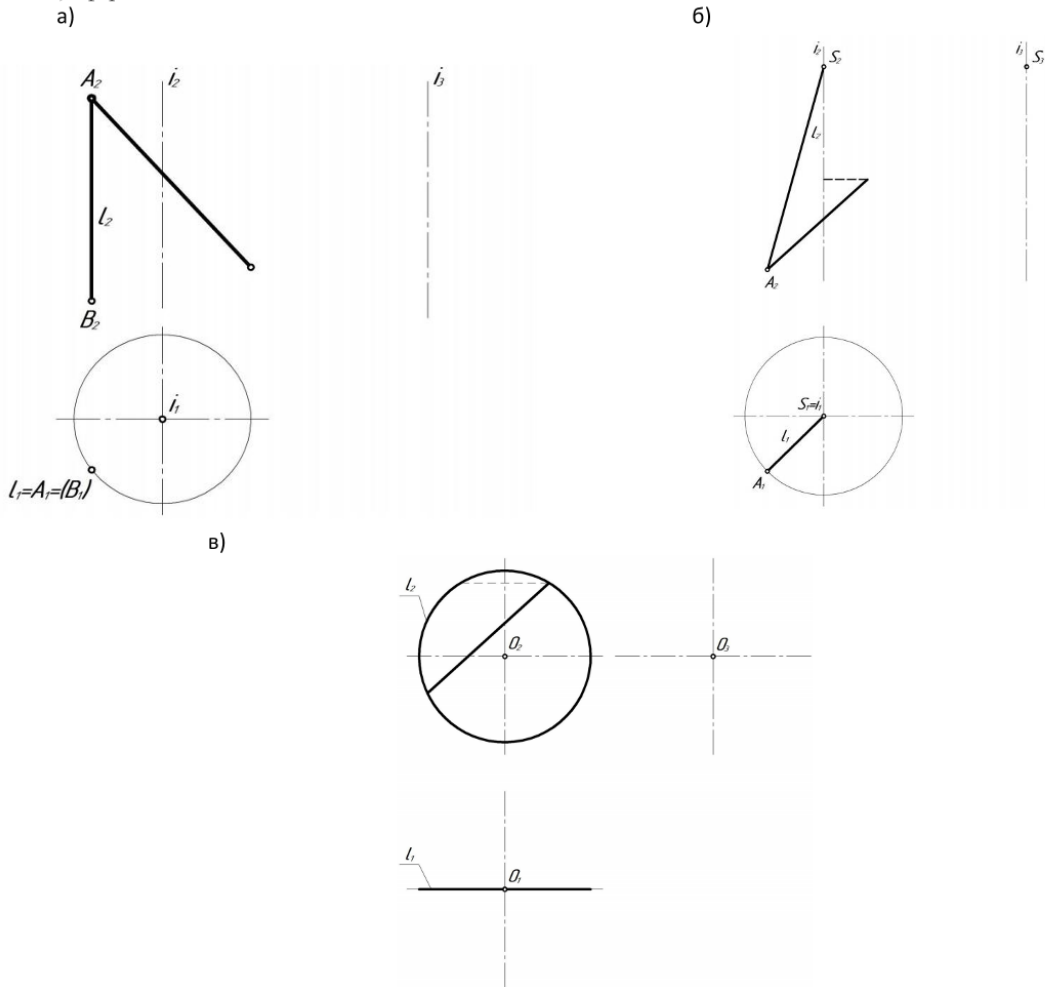 а)
б)
A₂
i₂
i₃
l₂
B₂
i₁
l₁=A₁=(B₁)
i₂
S₂
i₃
S₃
l₂
A₂
S₁=i₁
l₁
A₁
в)
l₂
O₂
O₃
l₁
O₁